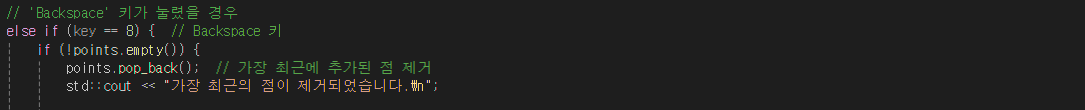 // 'Backspace' 키가 눌렸을 경우
else if (key == 8) {  // Backspace 키
    if (!points.empty()) {
        points.pop_back();  // 가장 최근에 추가된 점 제거
        std::cout << "가장 최근의 점이 제거되었습니다.₩n";